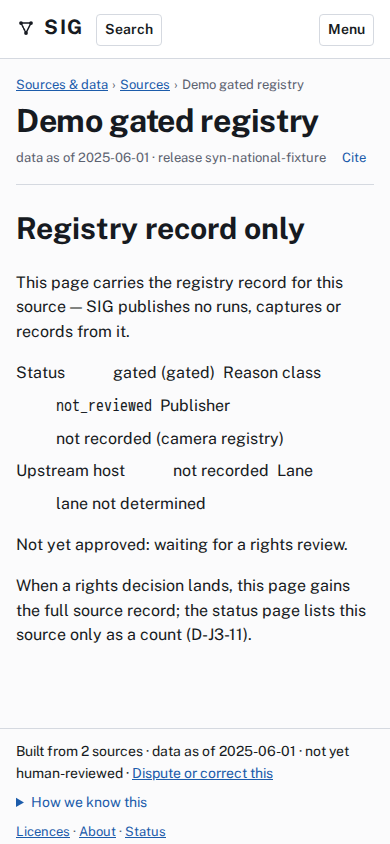 SIG Search Menu
Sources & data › Sources › Demo gated registry
Demo gated registry
data as of 2025-06-01 · release syn-national-fixture Cite
Registry record only
This page carries the registry record for this
source — SIG publishes no runs, captures or
records from it.
Status gated (gated) Reason class
not_reviewed Publisher
not recorded (camera registry)
Upstream host not recorded Lane
lane not determined
Not yet approved: waiting for a rights review.
When a rights decision lands, this page gains
the full source record; the status page lists this
source only as a count (D-J3-11).
Built from 2 sources · data as of 2025-06-01 · not yet
human-reviewed · Dispute or correct this
How we know this
Licences · About · Status